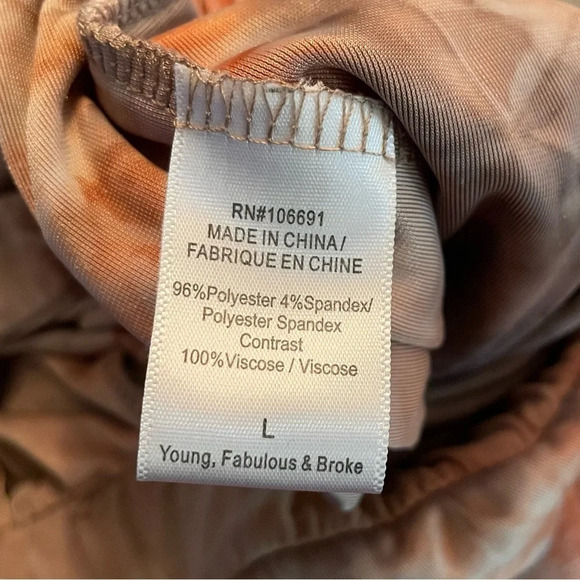 RN#106691
MADE IN CHINA/
FABRIQUE EN CHINE
96%Polyester 4%Spandex/
Polyester Spandex
Contrast
100%Viscose / Viscose
L
Young, Fabulous & Broke